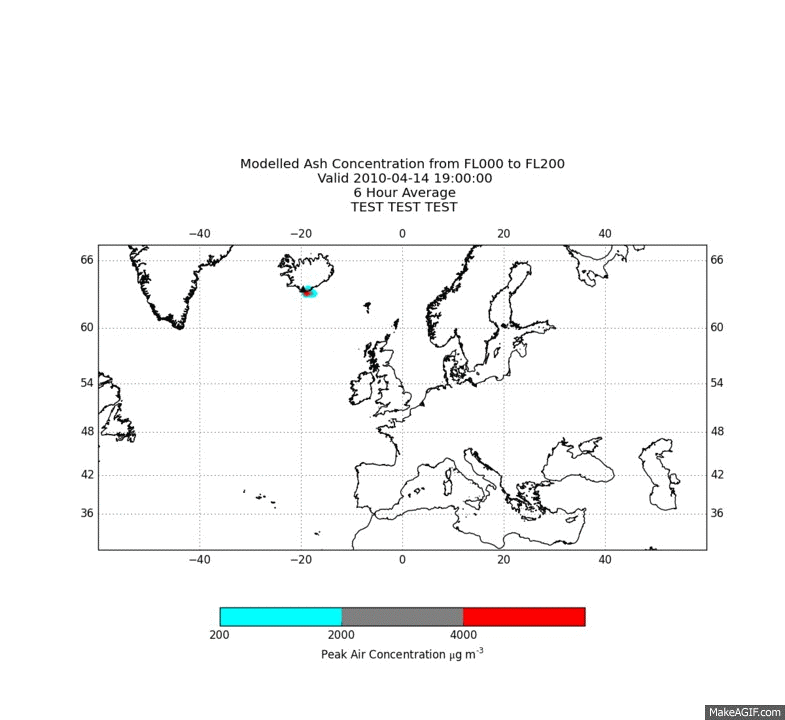 Modelled Ash Concentration from FL000 to FL200
Valid 2010-04-14 19:00:00
6 Hour Average
TEST TEST TEST
−40 −20 0 20 40
66 66
60 60
54 54
48 48
42 42
36 36
−40 −20 0 20 40
200 2000 4000
Peak Air Concentration μg m⁻³
MakeAGIF.com